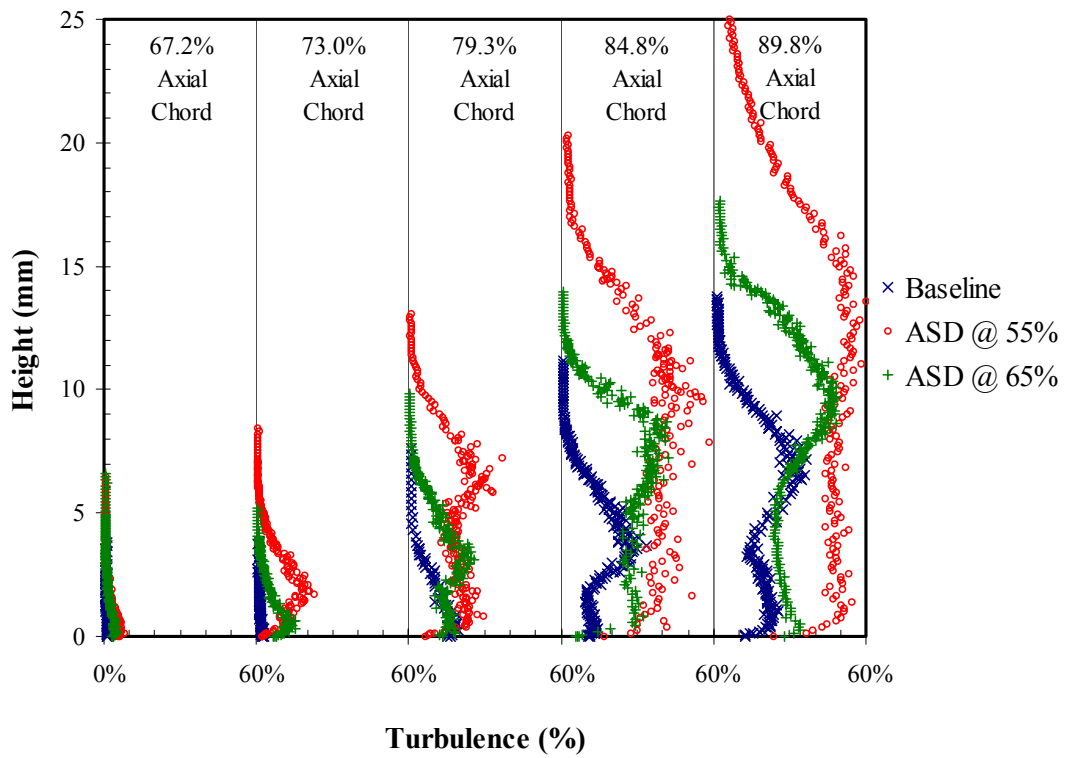 25
20
15
10
5
0
Height (mm)
67.2%
Axial
Chord
73.0%
Axial
Chord
79.3%
Axial
Chord
84.8%
Axial
Chord
89.8%
Axial
Chord
Baseline
ASD @ 55%
ASD @ 65%
0% 60% 60% 60% 60% 60%
Turbulence (%)